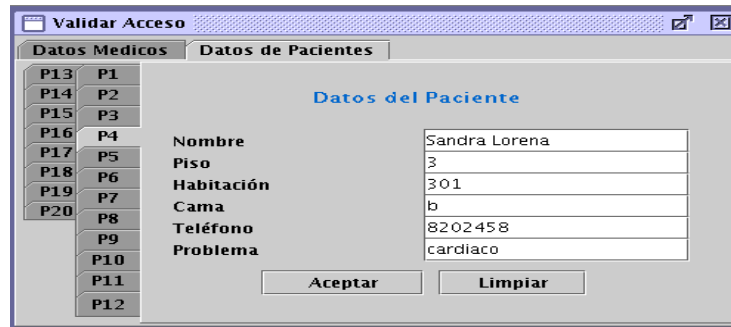 Validar Acceso
Datos Medicos Datos de Pacientes
P13 P1
P14 P2
P15 P3
P16 P4
P17 P5
P18 P6
P19 P7
P20 P8
P9
P10
P11
P12
Datos del Paciente
Nombre Sandra Lorena
Piso 3
Habitación 301
Cama b
Teléfono 8202458
Problema cardiaco
Aceptar Limpiar